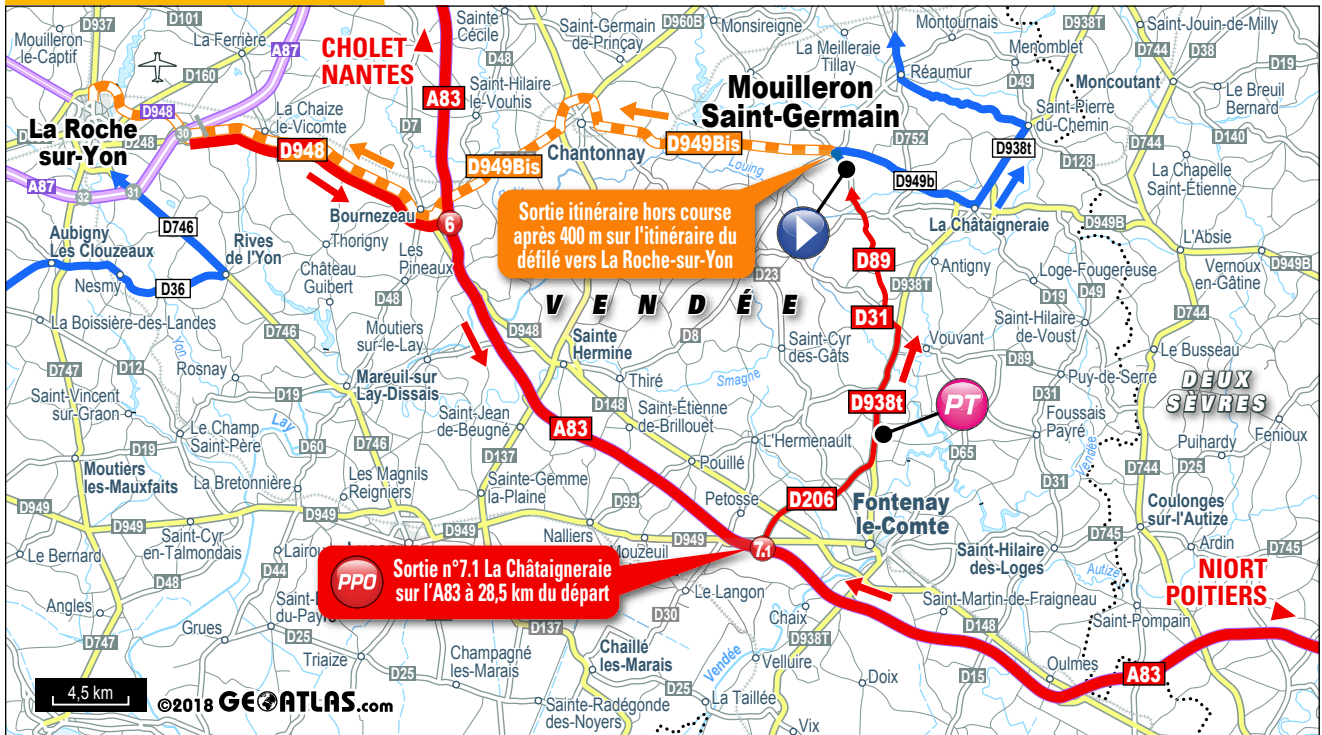 D937
D101
Mouilleron
le-Captif
La Ferrière
A87
D160
CHOLET
NANTES
Sainte
Cécile
D48
Saint-Germain
de-Prinçay
D960B
Monsireigne
La Meilleraie
Tillay
Montournais
D938T
Menomblet
D49
Réaumur
Saint-Jouin-de-Milly
D744
D38
D19
Moncoutant
Le Breuil
Bernard
D140
Saint-Pierre
du-Chemin
A83
Saint-Hilaire
le-Vouhis
D7
Mouilleron
Saint-Germain
D752
D938t
D128
D744
La Chapelle
Saint-Étienne
D948
La Chaize
le-Vicomte
30
La Roche
sur-Yon
D248
D948
D949Bis
Chantonnay
D949Bis
Louing
D949b
La Châtaigneraie
D949B
L'Absie
A87
32
31
D746
Bournezeau
6
Sortie itinéraire hors course
après 400 m sur l'itinéraire du
défilé vers La Roche-sur-Yon
D89
D23
D938T
Antigny
Loge-Fougereuse
D19
D49
Vernoux
en-Gâtine
D949B
Aubigny
Les Clouzeaux
Rives
de l'Yon
Nesmy
D36
Thorigny
Château
Guibert
Les
Pineaux
D48
VENDÉE
D31
Saint-Hilaire
de-Voust
D744
La Boissière-des-Landes
D746
Moutiers
sur-le-Lay
D948
Sainte
Hermine
D8
Saint-Cyr
des-Gâts
Vouvant
D89
Le Busseau
Yon
D747
D12
Rosnay
D19
Mareuil-sur
Lay-Dissais
Thiré
Smagne
D938t
PT
D31
Puy-de-Serre
DEUX
SÈVRES
Saint-Vincent
sur-Graon
Le Champ
Saint-Père
Lay
D60
D746
Saint-Jean
de-Beugné
A83
D148
Saint-Étienne
de-Brillouët
L'Hermenault
D65
Foussais
Payré
Vendée
Puihardy
D25
Fenioux
D19
Moutiers
les-Mauxfaits
La Bretonnière
Les Magnils
Reigniers
D137
Sainte-Gemme
la-Plaine
Pouillé
D99
Petosse
D206
Fontenay
le-Comte
D31
D744
Coulonges
sur-l'Autize
D949
D949
D949
D949
Saint-Cyr
en-Talmondais
Nalliers
D949
Mouzeuil
7.1
Saint-Hilaire
des-Loges
D745
Ardin
D745
Autize
Le Bernard
D48
D44
PPO
Sortie n°7.1 La Châtaigneraie
sur l'A83 à 28,5 km du départ
NIORT
POITIERS
Angles
D747
Grues
D25
Triaize
D25
D137
Champagné
les-Marais
D30
Le Langon
Chaix
D938T
Chaillé
les-Marais
Vendée
Velluire
D25
La Taillée
Vix
Doix
Saint-Martin-de-Fraigneau
D148
D15
Oulmes
Saint-Pompain
A83
Sainte-Radégonde
des-Noyers
4,5 km
©2018 GEOATLAS.com